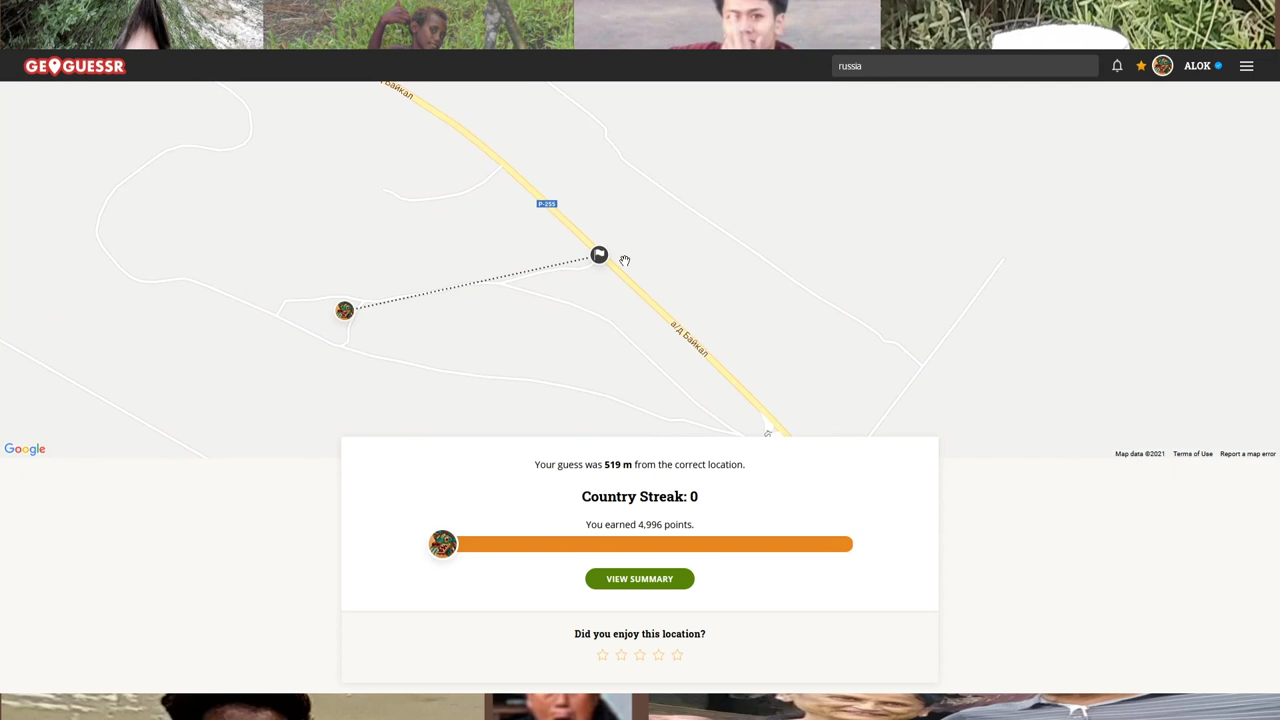 GEOGUESSR
russia
ALOK
Байкал
P-255
а/д Байкал
St
Google
Map data ©2021 Terms of Use Report a map error
Your guess was 519 m from the correct location.
Country Streak: 0
You earned 4,996 points.
VIEW SUMMARY
Did you enjoy this location?